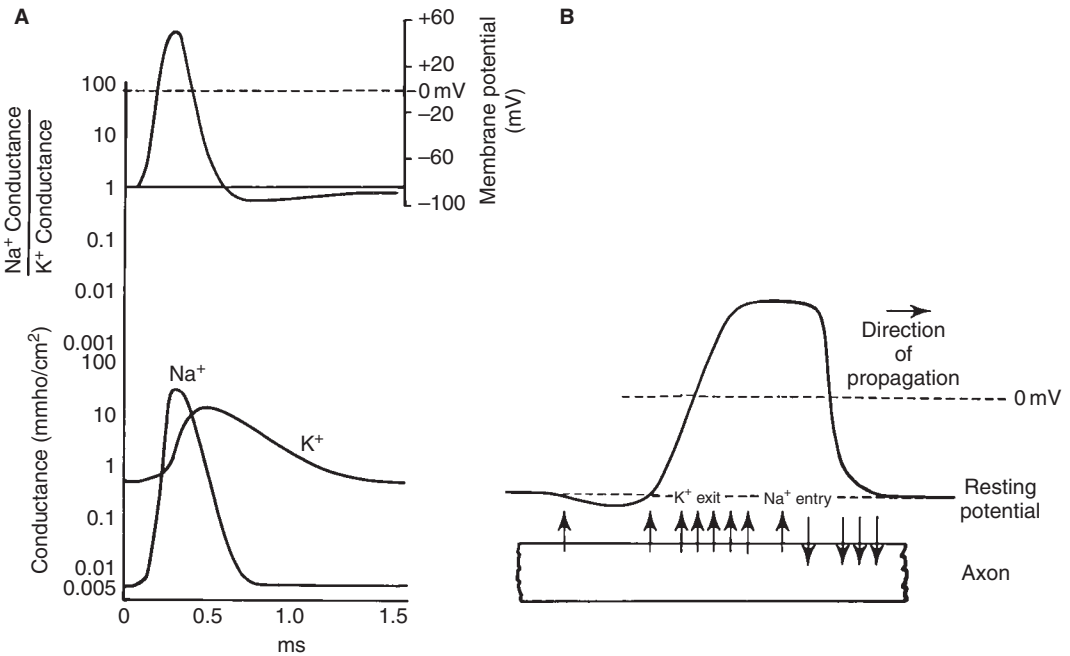 A
Na⁺ Conductance
K⁺ Conductance
100
10
1
0.1
0.01
0.001
+60
+20
0 mV
−20
−60
−100
Membrane potential
(mV)
Conductance (mmho/cm²)
100
10
1
0.1
0.01
0.005
Na⁺
K⁺
0
0.5
1.0
1.5
ms
B
Direction
of
propagation
0 mV
K⁺ exit
Na⁺ entry
Resting
potential
Axon